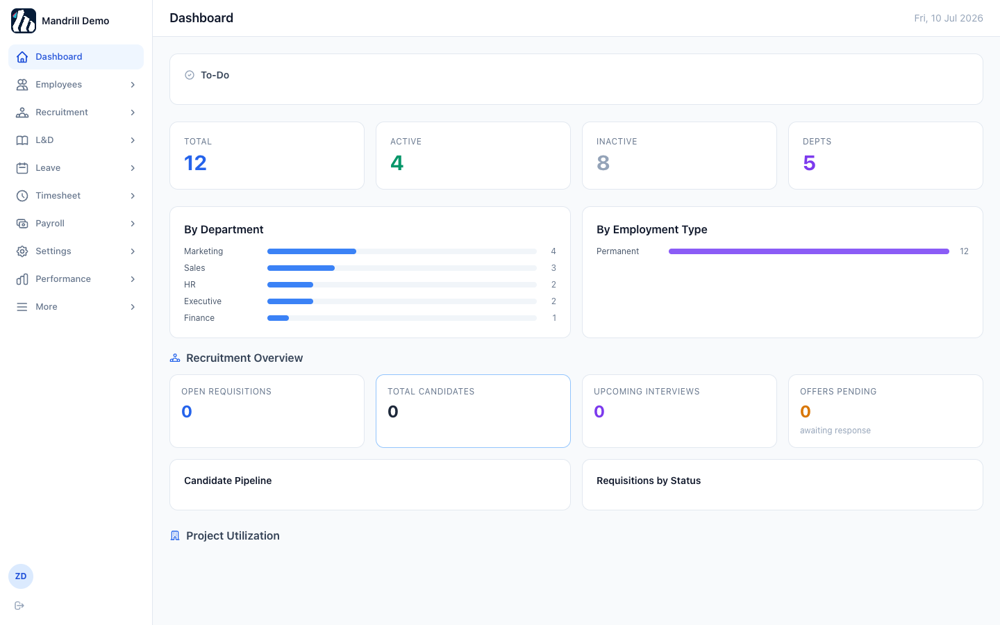 Mandrill Demo
Dashboard
Fri, 10 Jul 2026
Dashboard
Employees
Recruitment
L&D
Leave
Timesheet
Payroll
Settings
Performance
More
ZD
To-Do
TOTAL
12
ACTIVE
4
INACTIVE
8
DEPTS
5
By Department
Marketing 4
Sales 3
HR 2
Executive 2
Finance 1
By Employment Type
Permanent 12
Recruitment Overview
OPEN REQUISITIONS
0
TOTAL CANDIDATES
0
UPCOMING INTERVIEWS
0
OFFERS PENDING
0
awaiting response
Candidate Pipeline
Requisitions by Status
Project Utilization